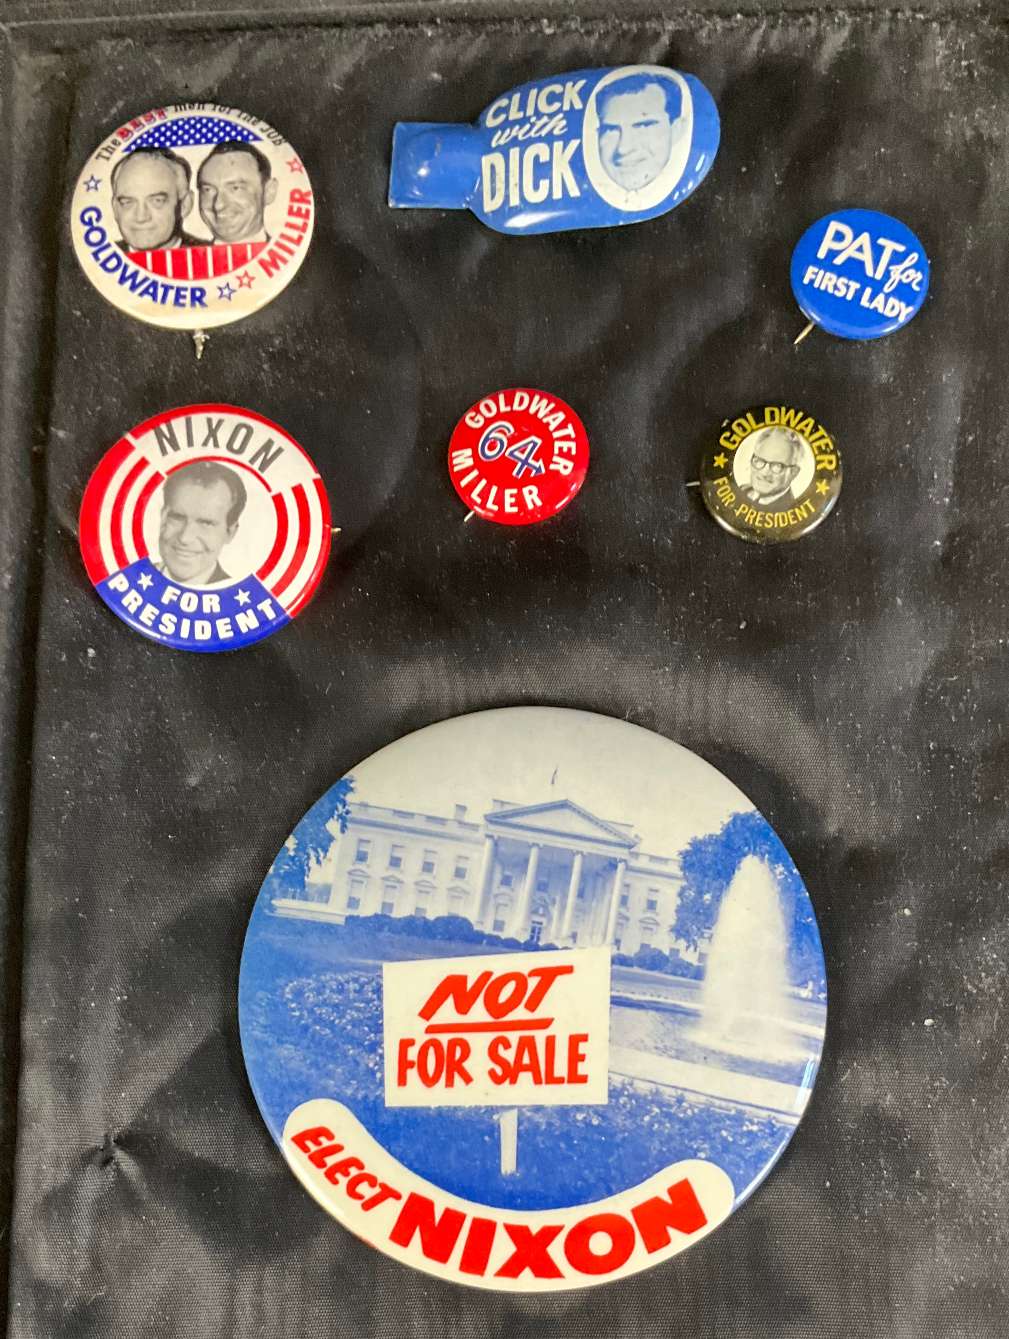 The BEST men for the JOB
GOLDWATER
MILLER
CLICK
with
DICK
PAT for
FIRST LADY
NIXON
FOR
PRESIDENT
GOLDWATER
64
MILLER
GOLDWATER
FOR PRESIDENT
NOT
FOR SALE
ELECT NIXON